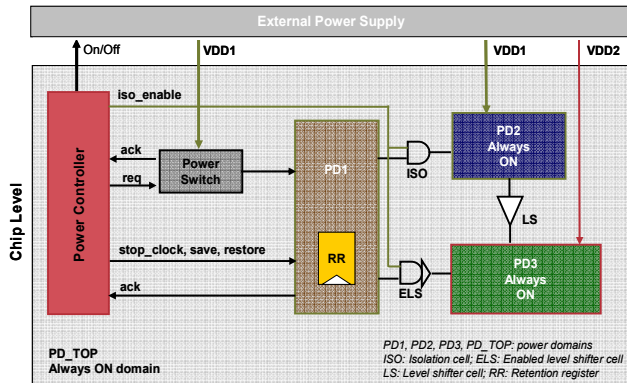 External Power Supply
On/Off
VDD1
VDD1
VDD2
Chip Level
Power Controller
iso_enable
ack
req
Power
Switch
PD1
ISO
PD2
Always
ON
LS
stop_clock, save, restore
ack
RR
ELS
PD3
Always
ON
PD_TOP
Always ON domain
PD1, PD2, PD3, PD_TOP: power domains
ISO: Isolation cell; ELS: Enabled level shifter cell
LS: Level shifter cell; RR: Retention register